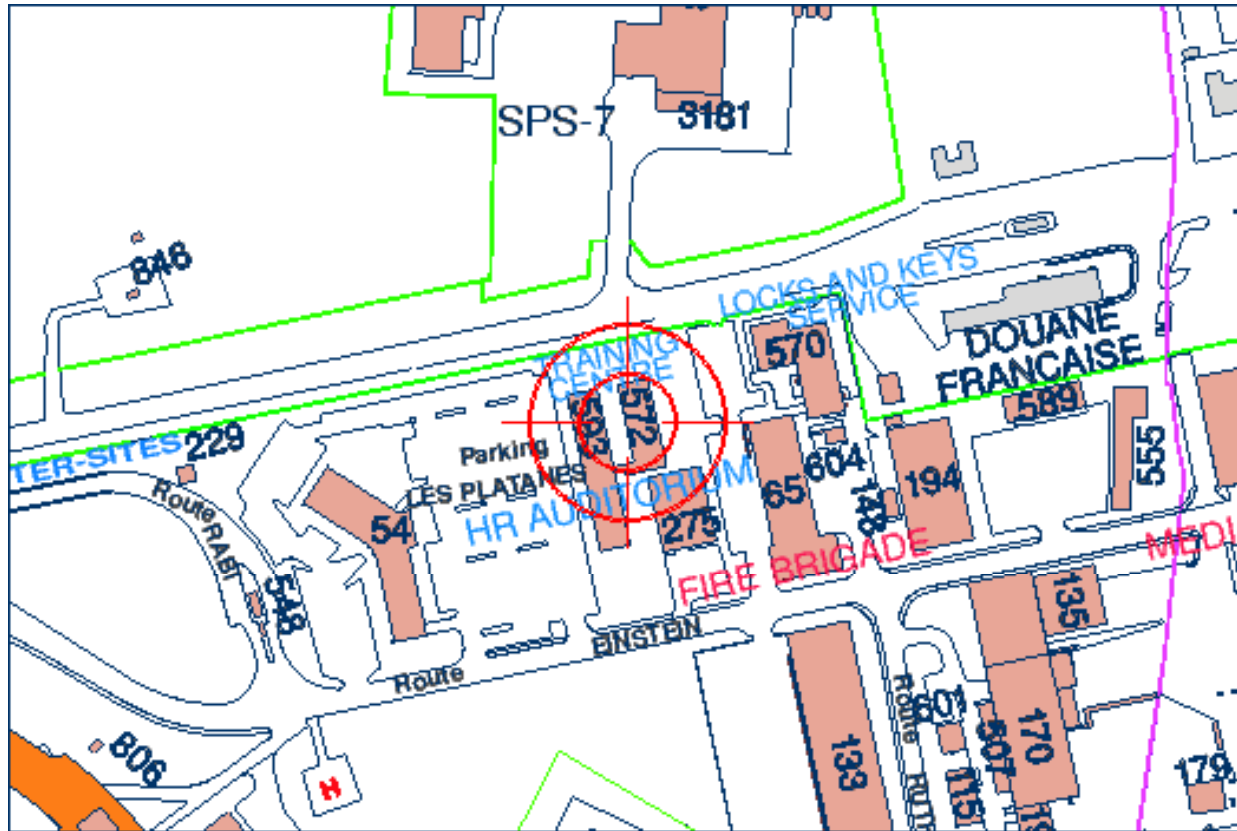 SPS-7
3181
846
LOCKS AND KEYS
SERVICE
TRAINING
CENTRE
570
DOUANE
FRANCAISE
593
572
589
TER-SITES
229
Parking
LES PLATANES
HR AUDITORIUM
555
604
Route RABI
54
65
148
194
275
FIRE BRIGADE
MEDI
548
135
Route EINSTEIN
Route RUTH
601
507
170
806
133
H
115
179